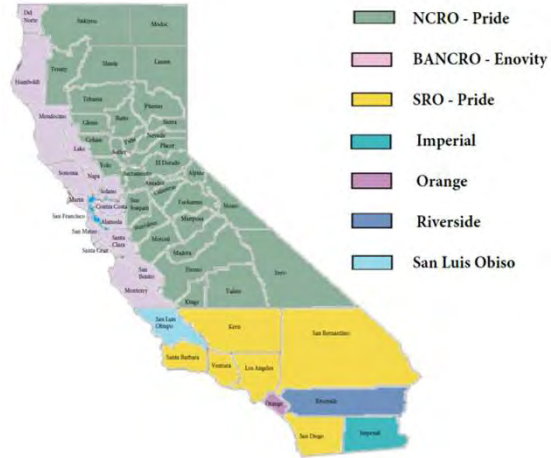 Del
Norte
Siskiyou
Modoc
Humboldt
Trinity
Shasta
Lassen
Tehama
Plumas
Mendocino
Glenn
Butte
Sierra
Colusa
Nevada
Placer
Lake
Sutter
Yuba
El Dorado
Yolo
Sonoma
Napa
Sacramento
Amador
Alpine
Solano
Calaveras
Marin
Contra Costa
San
Joaquin
Tuolumne
Mono
San Francisco
Alameda
Mariposa
San Mateo
Santa
Clara
Stanislaus
Merced
Santa Cruz
Madera
San
Benito
Fresno
Inyo
Monterey
Kings
Tulare
San Luis
Obispo
Kern
San Bernardino
Santa Barbara
Ventura
Los Angeles
Orange
Riverside
San Diego
Imperial
NCRO - Pride
BANCRO - Enovity
SRO - Pride
Imperial
Orange
Riverside
San Luis Obiso